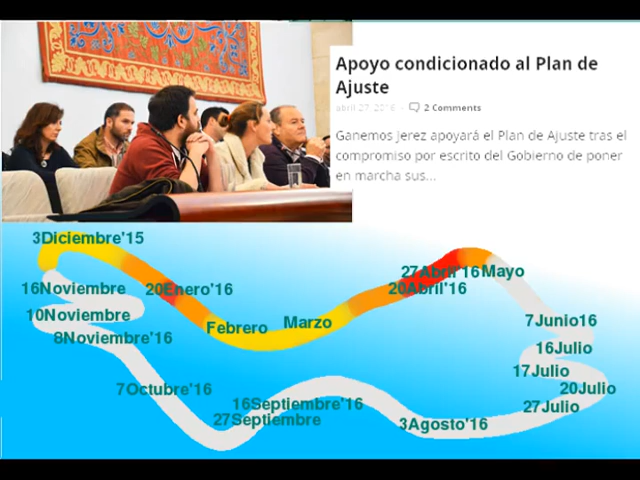 Apoyo condicionado al Plan de
Ajuste
abril 27, 2016 · 2 Comments
Ganemos Jerez apoyará el Plan de Ajuste tras el
compromiso por escrito del Gobierno de poner
en marcha sus...
3Diciembre'15
27Abril'16 Mayo
16Noviembre 20Enero'16
20Abril'16
10Noviembre
Febrero Marzo
7Junio16
8Noviembre'16
16Julio
17Julio
7Octubre'16
20Julio
16Septiembre'16
27Julio
27Septiembre
3Agosto'16